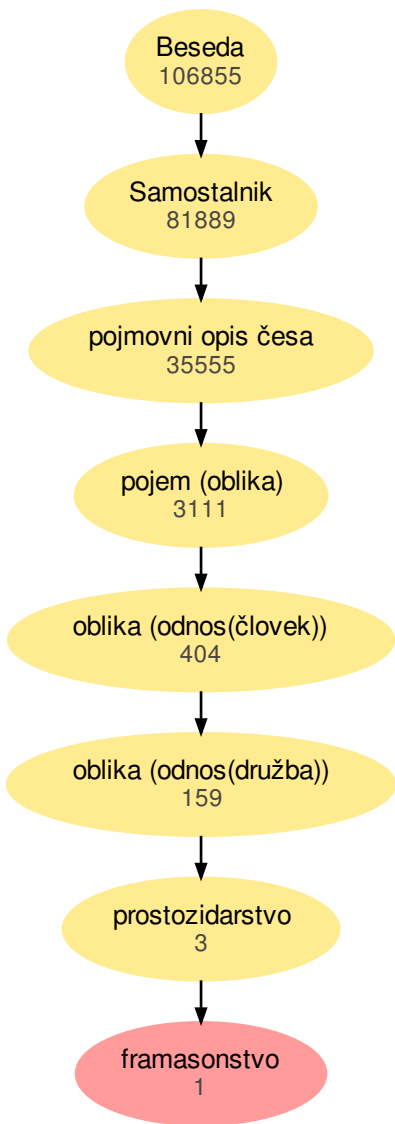 Beseda
106855
Samostalnik
81889
pojmovni opis česa
35555
pojem (oblika)
3111
oblika (odnos(človek))
404
oblika (odnos(družba))
159
prostozidarstvo
3
framasonstvo
1